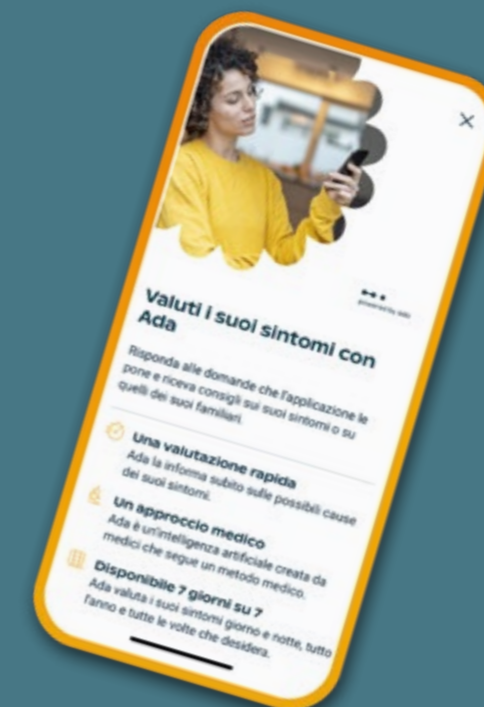 powered by ada
Valuti i suoi sintomi con
Ada
Risponda alle domande che l'applicazione le
pone e riceva consigli sui suoi sintomi o su
quelli dei suoi familiari.
Una valutazione rapida
Ada la informa subito sulle possibili cause
dei suoi sintomi.
Un approccio medico
Ada è un'intelligenza artificiale creata da
medici che segue un metodo medico.
Disponibile 7 giorni su 7
Ada valuta i suoi sintomi giorno e notte, tutto
l'anno e tutte le volte che desidera.